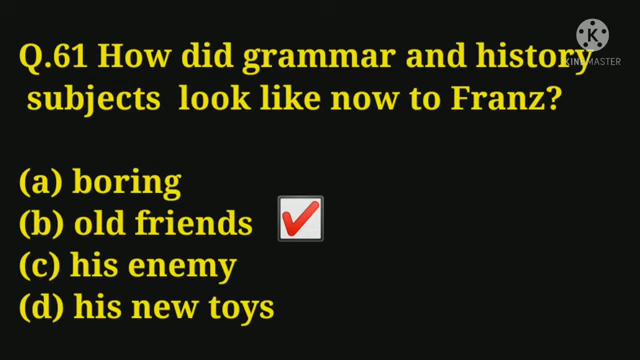 Q.61 How did grammar and history
subjects look like now to Franz?
(a) boring
(b) old friends
(c) his enemy
(d) his new toys
K
KINEMASTER